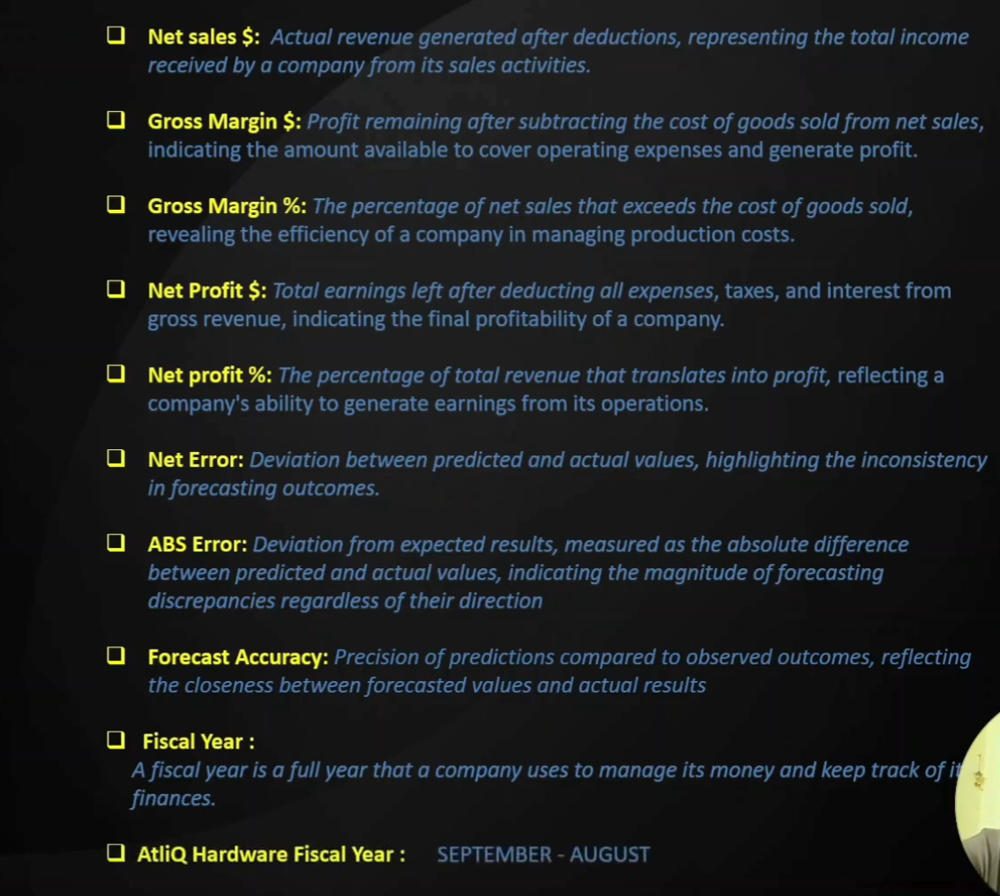 Net sales $: Actual revenue generated after deductions, representing the total income
received by a company from its sales activities.
Gross Margin $: Profit remaining after subtracting the cost of goods sold from net sales,
indicating the amount available to cover operating expenses and generate profit.
Gross Margin %: The percentage of net sales that exceeds the cost of goods sold,
revealing the efficiency of a company in managing production costs.
Net Profit $: Total earnings left after deducting all expenses, taxes, and interest from
gross revenue, indicating the final profitability of a company.
Net profit %: The percentage of total revenue that translates into profit, reflecting a
company's ability to generate earnings from its operations.
Net Error: Deviation between predicted and actual values, highlighting the inconsistency
in forecasting outcomes.
ABS Error: Deviation from expected results, measured as the absolute difference
between predicted and actual values, indicating the magnitude of forecasting
discrepancies regardless of their direction
Forecast Accuracy: Precision of predictions compared to observed outcomes, reflecting
the closeness between forecasted values and actual results
Fiscal Year :
A fiscal year is a full year that a company uses to manage its money and keep track of
finances.
AtliQ Hardware Fiscal Year : SEPTEMBER - AUGUST